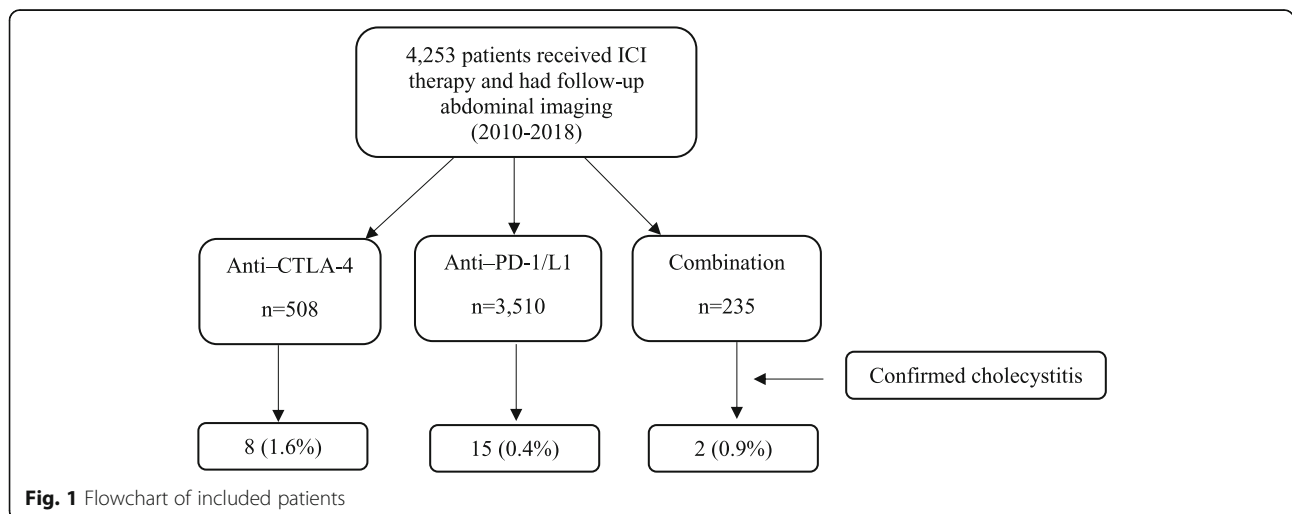 4,253 patients received ICI
therapy and had follow-up
abdominal imaging
(2010-2018)
Anti–CTLA-4
n=508
Anti–PD-1/L1
n=3,510
Combination
n=235
Confirmed cholecystitis
8 (1.6%)
15 (0.4%)
2 (0.9%)
Fig. 1 Flowchart of included patients